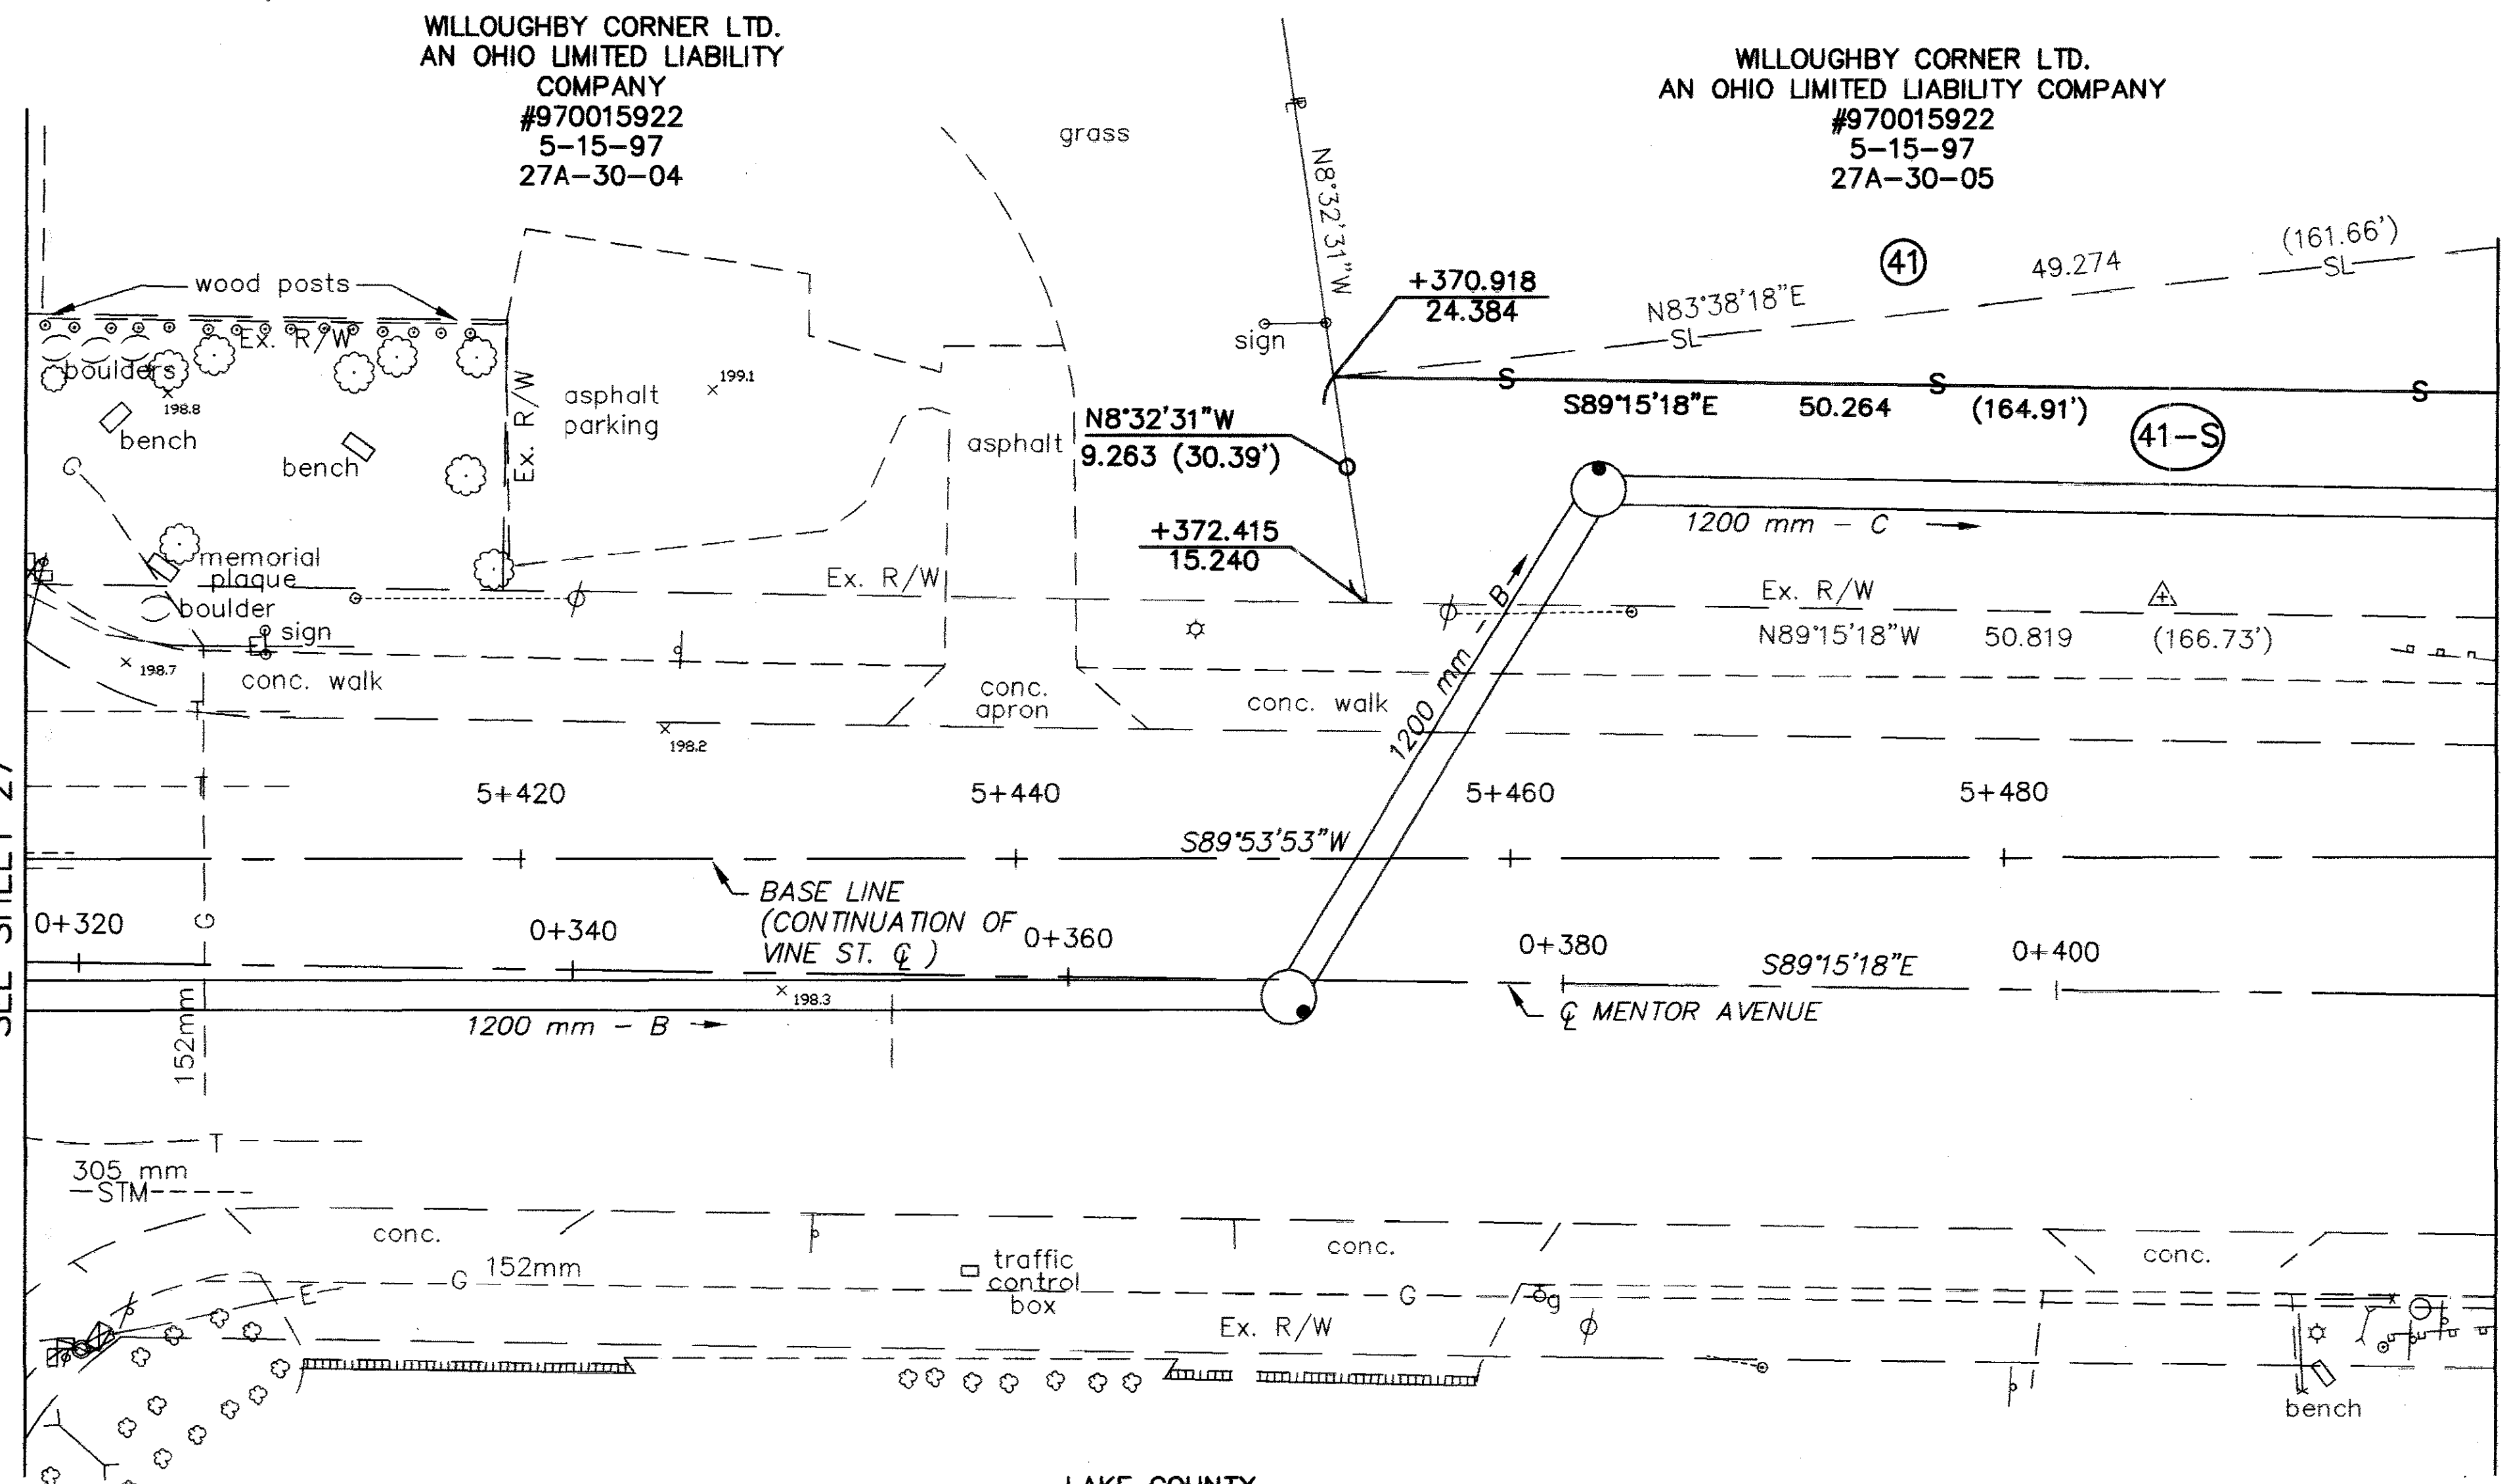 WILLOUGHBY CORNER LTD.
AN OHIO LIMITED LIABILITY
COMPANY
#970015922
5-15-97
27A-30-04
WILLOUGHBY CORNER LTD.
AN OHIO LIMITED LIABILITY COMPANY
#970015922
5-15-97
27A-30-05
grass
N8°32'31"W
41
(161.66')
49.274
SL
N83°38'18"E
SL
+370.918
24.384
wood posts
Ex. R/W
boulders
198.8
bench
bench
Ex. R/W
asphalt
parking
199.1
sign
asphalt
N8°32'31"W
9.263 (30.39')
S S S
S89°15'18"E 50.264 (164.91')
41-S
1200 mm - C
+372.415
15.240
G
memorial
plaque
boulder
E
sign
198.7
conc. walk
Ex. R/W
Ex. R/W
N89°15'18"W 50.819 (166.73')
conc.
apron
conc. walk
1200 mm - B
T
198.2
T
SEE SHEET 27
5+420 5+440 5+460 5+480
S89°53'53"W
BASE LINE
(CONTINUATION OF
VINE ST. ℄ )
G
0+320 0+340 0+360 0+380 0+400
S89°15'18"E
℄ MENTOR AVENUE
198.3
152mm
1200 mm - B
T
305 mm
STM
conc.
152mm
G
E
traffic
control
box
conc.
G
g
conc.
Ex. R/W
bench
LAKE COUNTY